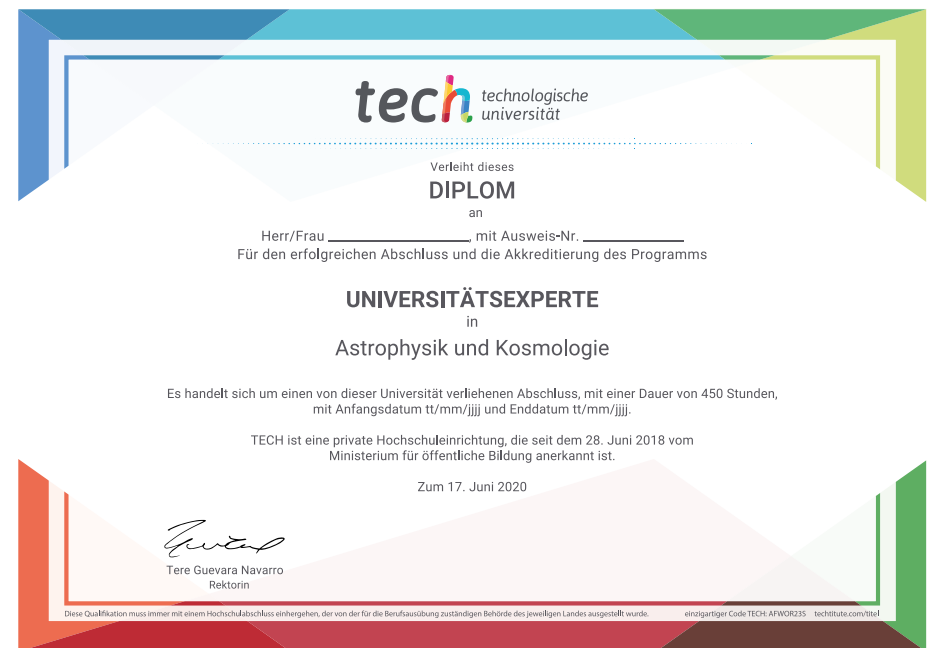 tech technologische
universität
Verleiht dieses
DIPLOM
an
Herr/Frau ____________________, mit Ausweis-Nr. ______________
Für den erfolgreichen Abschluss und die Akkreditierung des Programms
UNIVERSITÄTSEXPERTE
in
Astrophysik und Kosmologie
Es handelt sich um einen von dieser Universität verliehenen Abschluss, mit einer Dauer von 450 Stunden,
mit Anfangsdatum tt/mm/jjjj und Enddatum tt/mm/jjjj.
TECH ist eine private Hochschuleinrichtung, die seit dem 28. Juni 2018 vom
Ministerium für öffentliche Bildung anerkannt ist.
Zum 17. Juni 2020
Tere Guevara Navarro
Rektorin
Diese Qualifikation muss immer mit einem Hochschulabschluss einhergehen, der von der für die Berufsausübung zuständigen Behörde des jeweiligen Landes ausgestellt wurde. einzigartiger Code TECH: AFWOR235 techtitute.com/titel